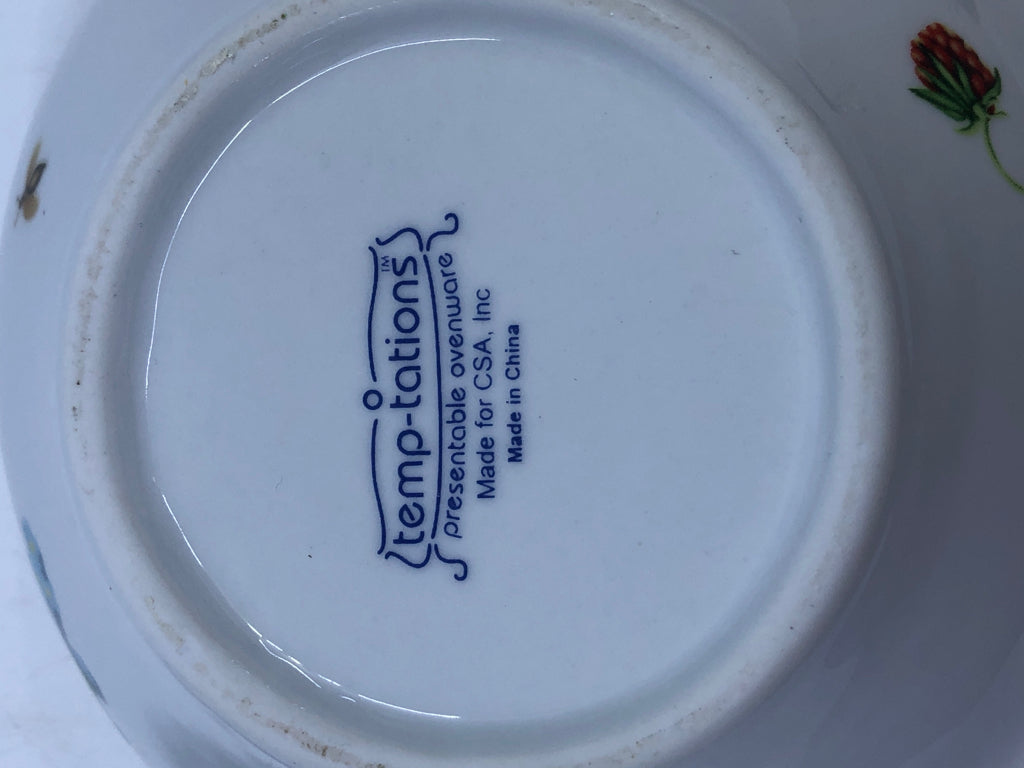 temp-tations™
presentable ovenware
Made for CSA, Inc
Made in China